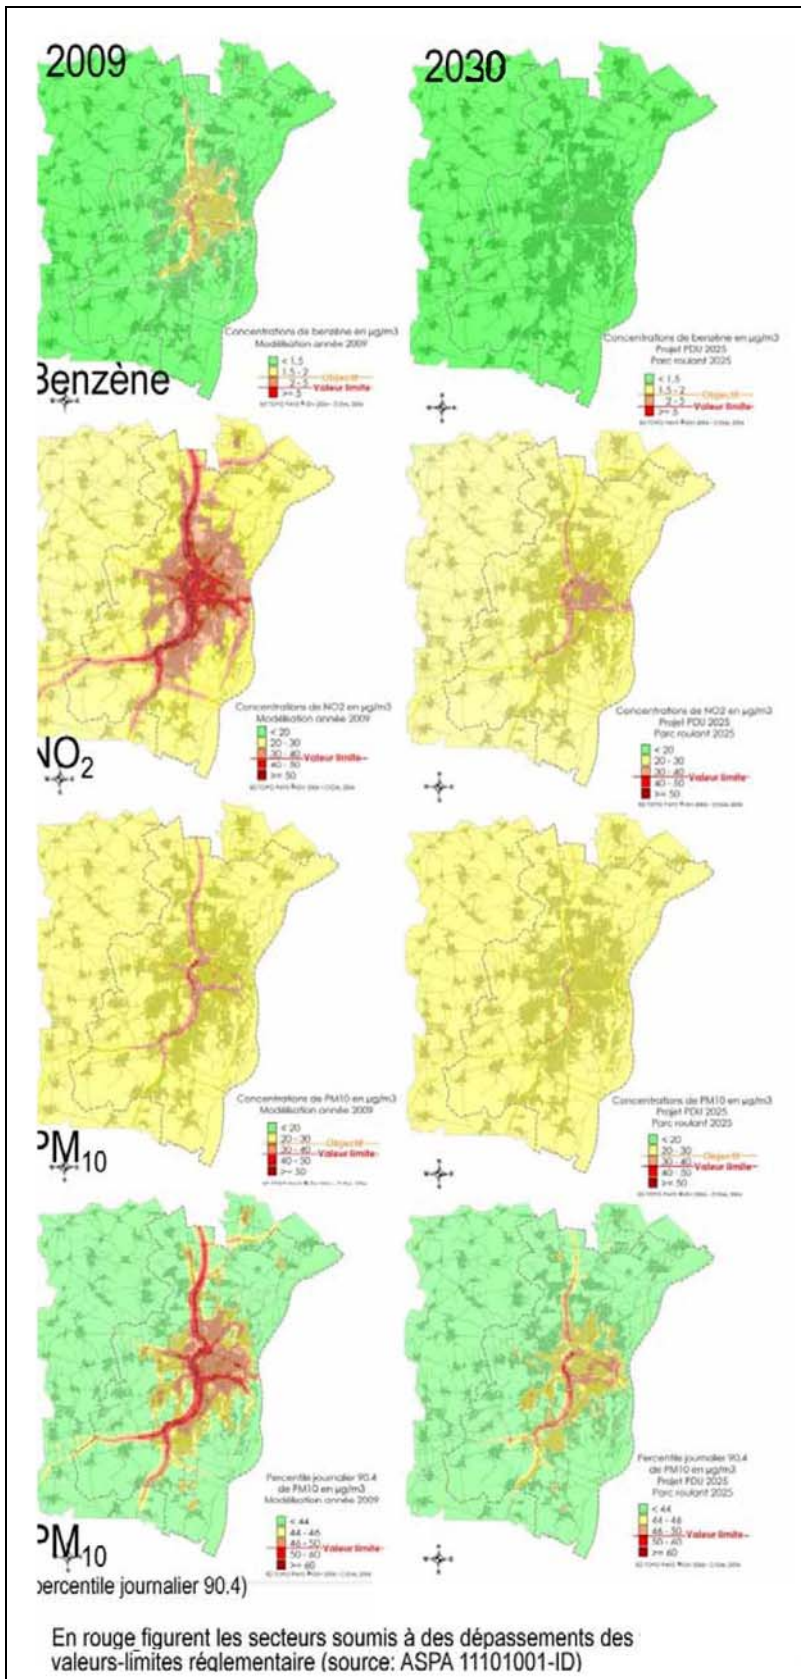 2009
2030
Concentrations de benzène en µg/m3
Modélisation année 2009
< 1.5
1.5 - 2
Objectif
2 - 5
Valeur limite
>= 5
Benzène
Concentrations de benzène en µg/m3
Projet PDU 2025
Parc roulant 2025
< 1.5
1.5 - 2
Objectif
2 - 5
Valeur limite
>= 5
Concentrations de NO2 en µg/m3
Modélisation année 2009
< 20
20 - 30
30 - 40
Valeur limite
40 - 50
>= 50
NO2
Concentrations de NO2 en µg/m3
Projet PDU 2025
Parc roulant 2025
< 20
20 - 30
30 - 40
Valeur limite
40 - 50
>= 50
Concentrations de PM10 en µg/m3
Modélisation année 2009
< 20
20 - 30
Objectif
30 - 40
Valeur limite
40 - 50
>= 50
PM10
Concentrations de PM10 en µg/m3
Projet PDU 2025
Parc roulant 2025
< 20
20 - 30
Objectif
30 - 40
Valeur limite
40 - 50
>= 50
Percentile journalier 90.4
de PM10 en µg/m3
Modélisation année 2009
< 44
44 - 46
46 - 50
Valeur limite
50 - 60
>= 60
PM10
percentile journalier 90.4)
Percentile journalier 90.4
de PM10 en µg/m3
Projet PDU 2025
Parc roulant 2025
< 44
44 - 46
46 - 50
Valeur limite
50 - 60
>= 60
En rouge figurent les secteurs soumis à des dépassements des
valeurs-limites réglementaire (source: ASPA 11101001-ID)